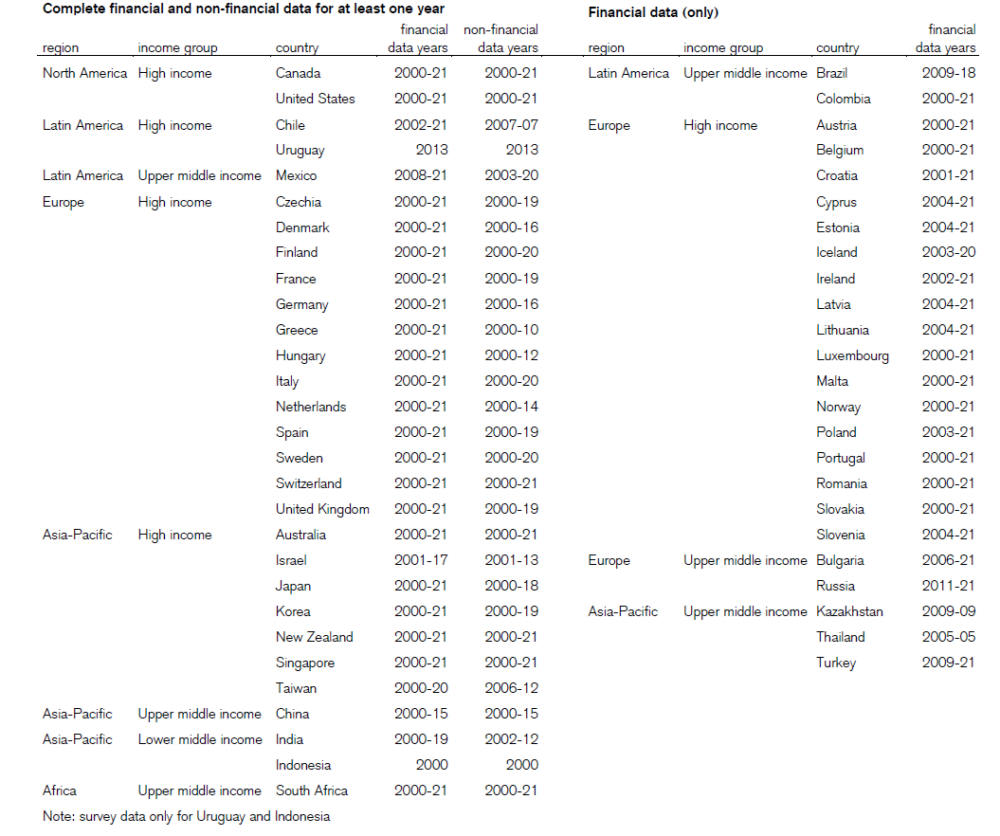 Complete financial and non-financial data for at least one year
financial non-financial
region income group country data years data years
North America High income Canada 2000-21 2000-21
United States 2000-21 2000-21
Latin America High income Chile 2002-21 2007-07
Uruguay 2013 2013
Latin America Upper middle income Mexico 2008-21 2003-20
Europe High income Czechia 2000-21 2000-19
Denmark 2000-21 2000-16
Finland 2000-21 2000-20
France 2000-21 2000-19
Germany 2000-21 2000-16
Greece 2000-21 2000-10
Hungary 2000-21 2000-12
Italy 2000-21 2000-20
Netherlands 2000-21 2000-14
Spain 2000-21 2000-19
Sweden 2000-21 2000-20
Switzerland 2000-21 2000-21
United Kingdom 2000-21 2000-19
Asia-Pacific High income Australia 2000-21 2000-21
Israel 2001-17 2001-13
Japan 2000-21 2000-18
Korea 2000-21 2000-19
New Zealand 2000-21 2000-21
Singapore 2000-21 2000-21
Taiwan 2000-20 2006-12
Asia-Pacific Upper middle income China 2000-15 2000-15
Asia-Pacific Lower middle income India 2000-19 2002-12
Indonesia 2000 2000
Africa Upper middle income South Africa 2000-21 2000-21
Note: survey data only for Uruguay and Indonesia
Financial data (only)
financial
region income group country data years
Latin America Upper middle income Brazil 2009-18
Colombia 2000-21
Europe High income Austria 2000-21
Belgium 2000-21
Croatia 2001-21
Cyprus 2004-21
Estonia 2004-21
Iceland 2003-20
Ireland 2002-21
Latvia 2004-21
Lithuania 2004-21
Luxembourg 2000-21
Malta 2000-21
Norway 2000-21
Poland 2003-21
Portugal 2000-21
Romania 2000-21
Slovakia 2000-21
Slovenia 2004-21
Europe Upper middle income Bulgaria 2006-21
Russia 2011-21
Asia-Pacific Upper middle income Kazakhstan 2009-09
Thailand 2005-05
Turkey 2009-21